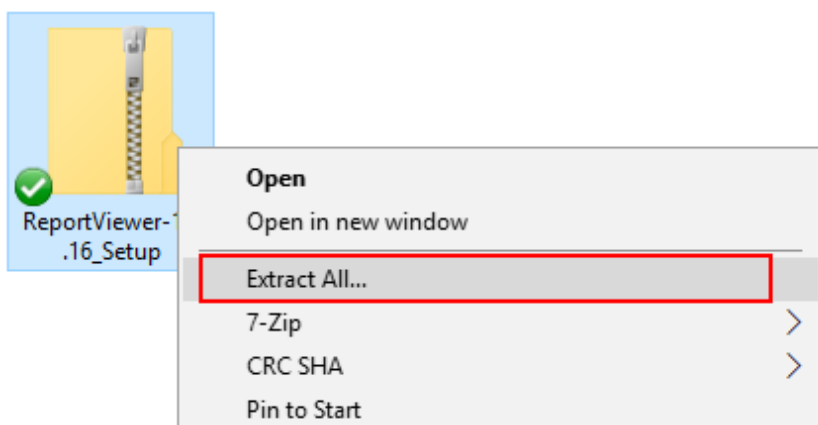 ReportViewer-1
.16_Setup
Open
Open in new window
Extract All...
7-Zip
CRC SHA
Pin to Start